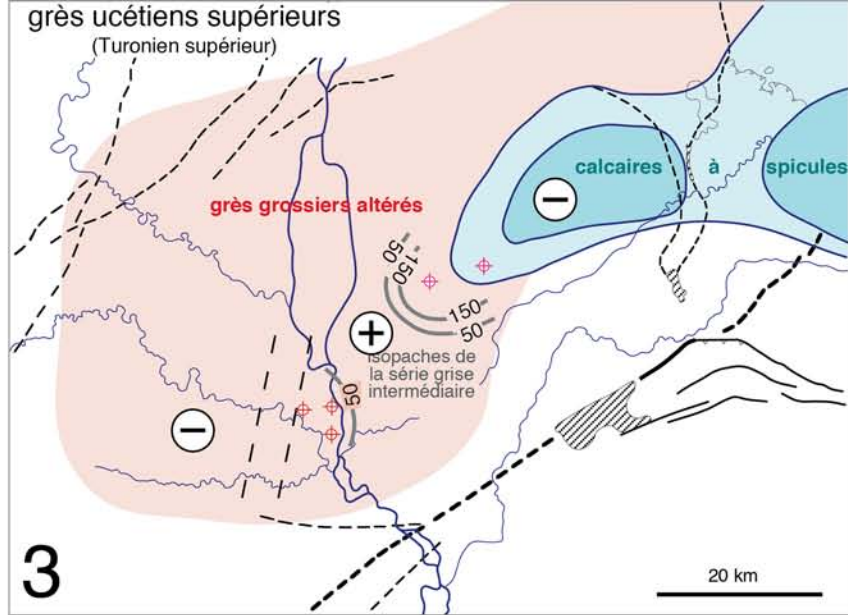 grès ucétiens supérieurs
(Turonien supérieur)
calcaires à spicules
grès grossiers altérés
50
150
150
50
isopaches de
la série grise
intermédiaire
50
3
20 km